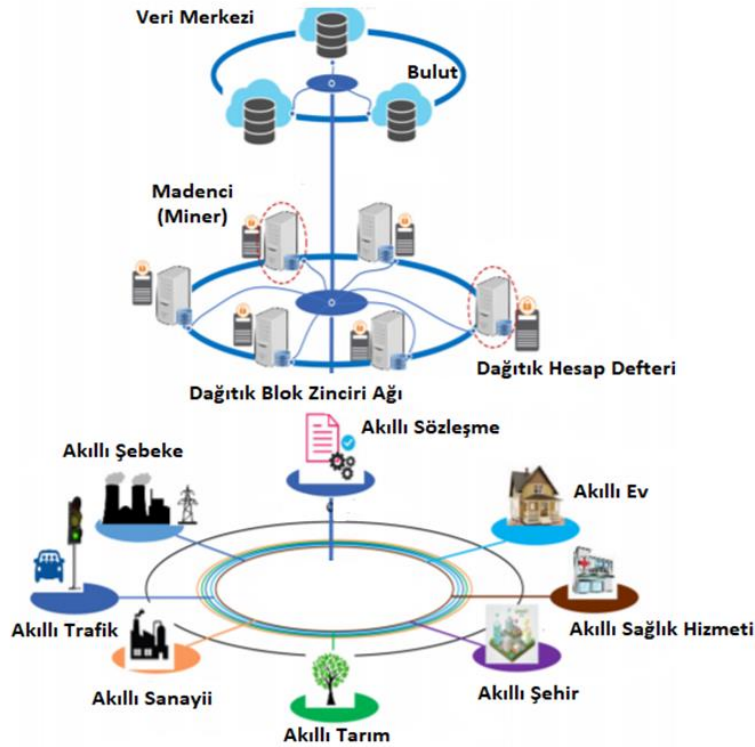 Veri Merkezi
Bulut
Madenci
(Miner)
Dağıtık Hesap Defteri
Dağıtık Blok Zinciri Ağı
Akıllı Sözleşme
Akıllı Şebeke
Akıllı Ev
Akıllı Trafik
Akıllı Sağlık Hizmeti
Akıllı Sanayii
Akıllı Şehir
Akıllı Tarım